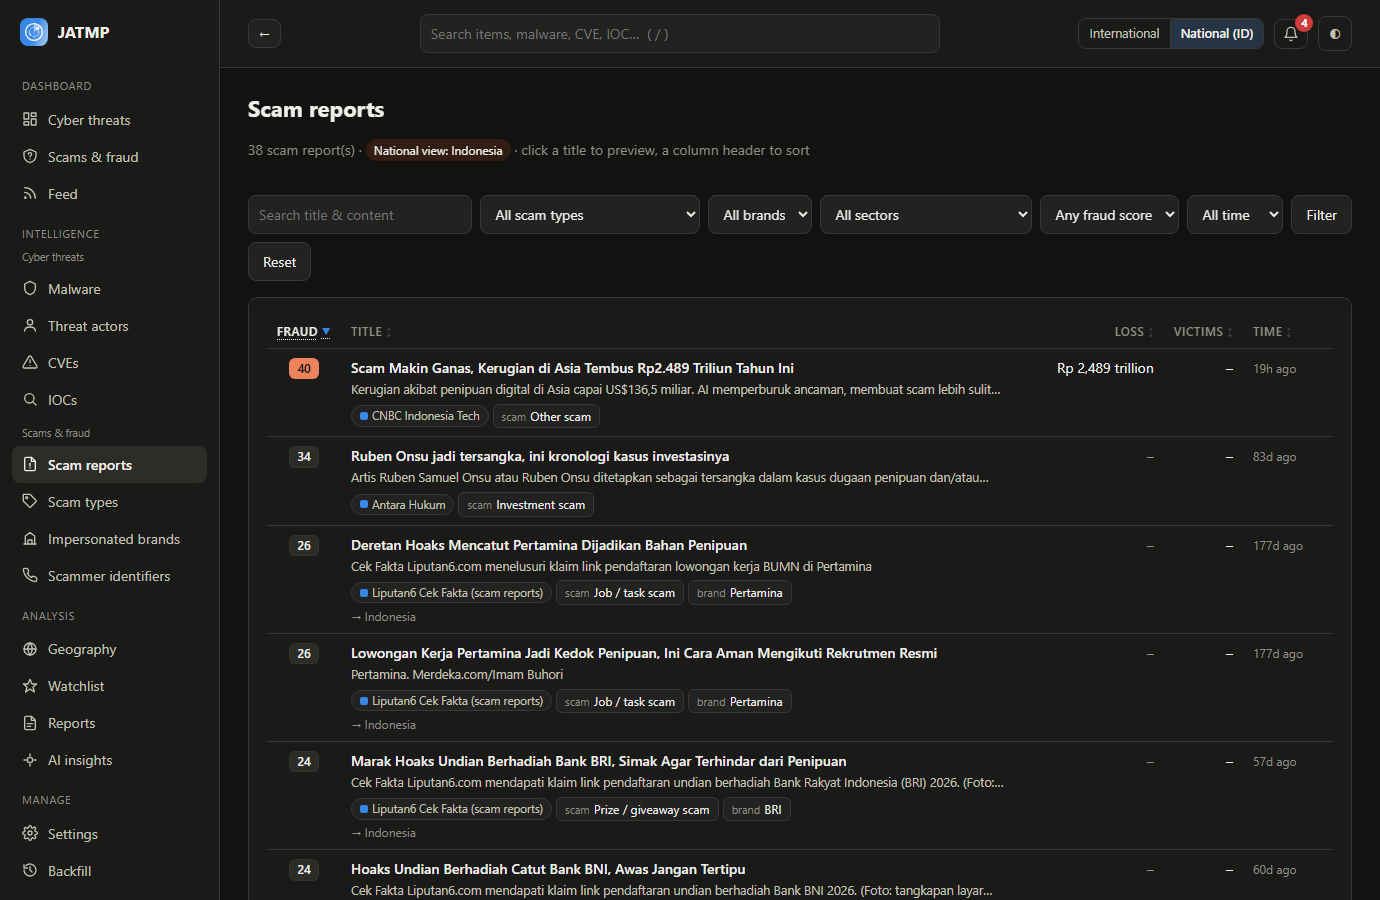 JATMP
←
Search items, malware, CVE, IOC... ( / )
International
National (ID)
4
DASHBOARD
Cyber threats
Scams & fraud
Feed
INTELLIGENCE
Cyber threats
Malware
Threat actors
CVEs
IOCs
Scams & fraud
Scam reports
Scam types
Impersonated brands
Scammer identifiers
ANALYSIS
Geography
Watchlist
Reports
AI insights
MANAGE
Settings
Backfill
Scam reports
38 scam report(s) · National view: Indonesia · click a title to preview, a column header to sort
Search title & content
All scam types
All brands
All sectors
Any fraud score
All time
Filter
Reset
FRAUD ▼ TITLE LOSS VICTIMS TIME
40 Scam Makin Ganas, Kerugian di Asia Tembus Rp2.489 Triliun Tahun Ini Rp 2,489 trillion – 19h ago
Kerugian akibat penipuan digital di Asia capai US$136,5 miliar. AI memperburuk ancaman, membuat scam lebih sulit...
CNBC Indonesia Tech scam Other scam
34 Ruben Onsu jadi tersangka, ini kronologi kasus investasinya – – 83d ago
Artis Ruben Samuel Onsu atau Ruben Onsu ditetapkan sebagai tersangka dalam kasus dugaan penipuan dan/atau...
Antara Hukum scam Investment scam
26 Deretan Hoaks Mencatut Pertamina Dijadikan Bahan Penipuan – – 177d ago
Cek Fakta Liputan6.com menelusuri klaim link pendaftaran lowongan kerja BUMN di Pertamina
Liputan6 Cek Fakta (scam reports) scam Job / task scam brand Pertamina
→ Indonesia
26 Lowongan Kerja Pertamina Jadi Kedok Penipuan, Ini Cara Aman Mengikuti Rekrutmen Resmi – – 177d ago
Pertamina. Merdeka.com/Imam Buhori
Liputan6 Cek Fakta (scam reports) scam Job / task scam brand Pertamina
→ Indonesia
24 Marak Hoaks Undian Berhadiah Bank BRI, Simak Agar Terhindar dari Penipuan – – 57d ago
Cek Fakta Liputan6.com mendapati klaim link pendaftaran undian berhadiah Bank Rakyat Indonesia (BRI) 2026. (Foto:...
Liputan6 Cek Fakta (scam reports) scam Prize / giveaway scam brand BRI
→ Indonesia
24 Hoaks Undian Berhadiah Catut Bank BNI, Awas Jangan Tertipu – – 60d ago
Cek Fakta Liputan6.com mendapati klaim link pendaftaran undian berhadiah Bank BNI 2026. (Foto: tangkapan layar...